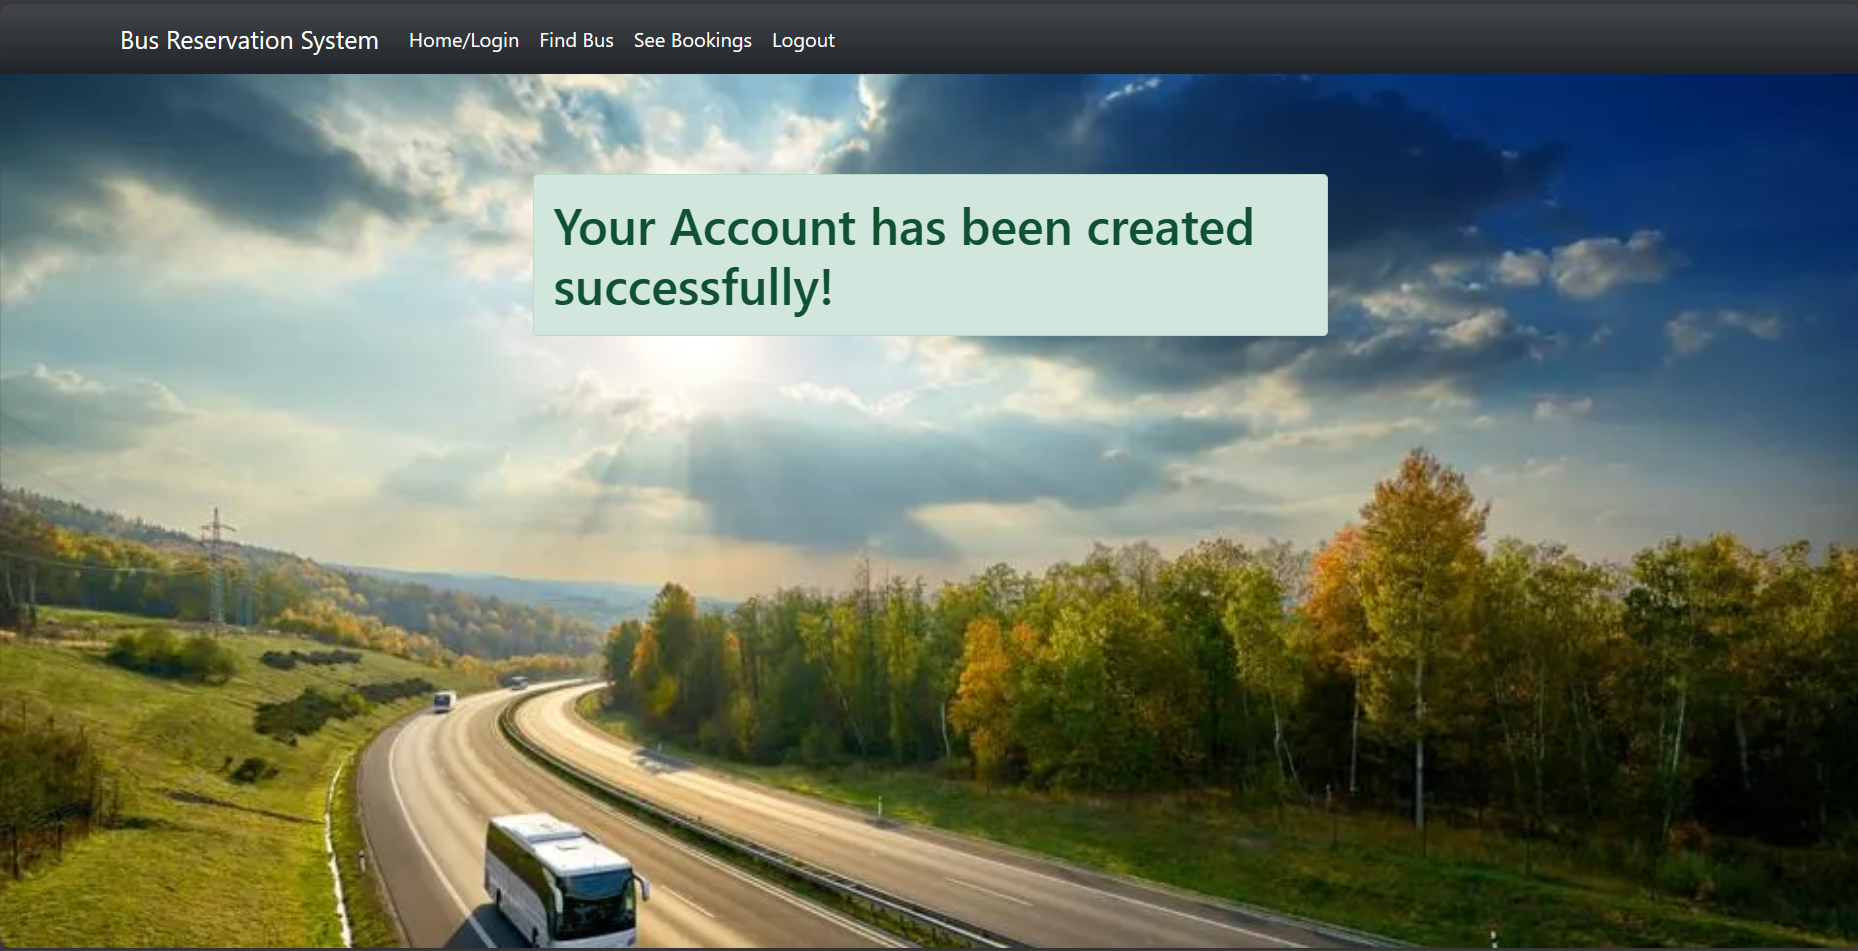 Bus Reservation System Home/Login Find Bus See Bookings Logout
Your Account has been created
successfully!